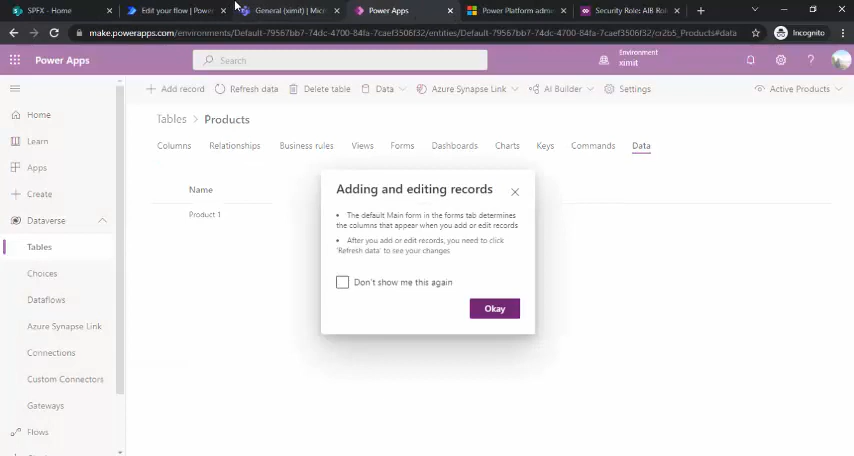 SPFX - Home
Edit your flow | Power
General (ximit) | Micr
Power Apps
Power Platform adm
Security Role: AIB Ro
make.powerapps.com/environments/Default-79567bb7-74dc-4700-84fa-7caef3506f32/entities/Default-79567bb7-74dc-4700-84fa-7caef3506f32/cr2b5_Products#data
Incognito
Power Apps
Search
Environment
ximit
Add record
Refresh data
Delete table
Data
Azure Synapse Link
AI Builder
Settings
Active Products
Home
Learn
Apps
Create
Dataverse
Tables
Choices
Dataflows
Azure Synapse Link
Connections
Custom Connectors
Gateways
Flows
Tables > Products
Columns
Relationships
Business rules
Views
Forms
Dashboards
Charts
Keys
Commands
Data
Name
Product 1
Adding and editing records
• The default Main form in the forms tab determines
the columns that appear when you add or edit records
• After you add or edit records, you need to click
'Refresh data' to see your changes
Don't show me this again
Okay